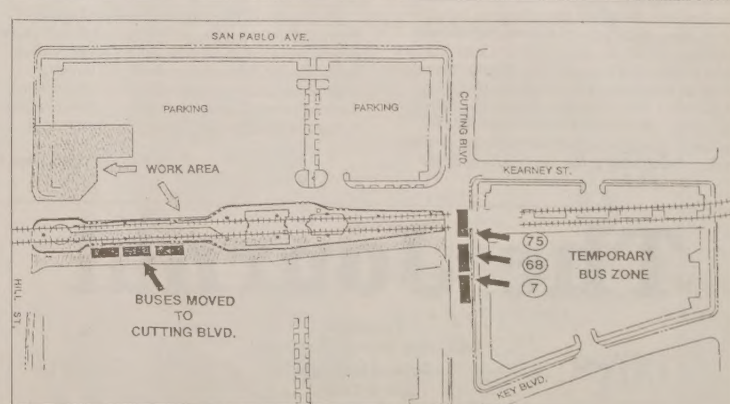 SAN PABLO AVE.
PARKING
PARKING
CUTTING BLVD.
WORK AREA
KEARNEY ST.
75
68
7
TEMPORARY
BUS ZONE
HILL ST.
BUSES MOVED
TO
CUTTING BLVD.
KEY BLVD.